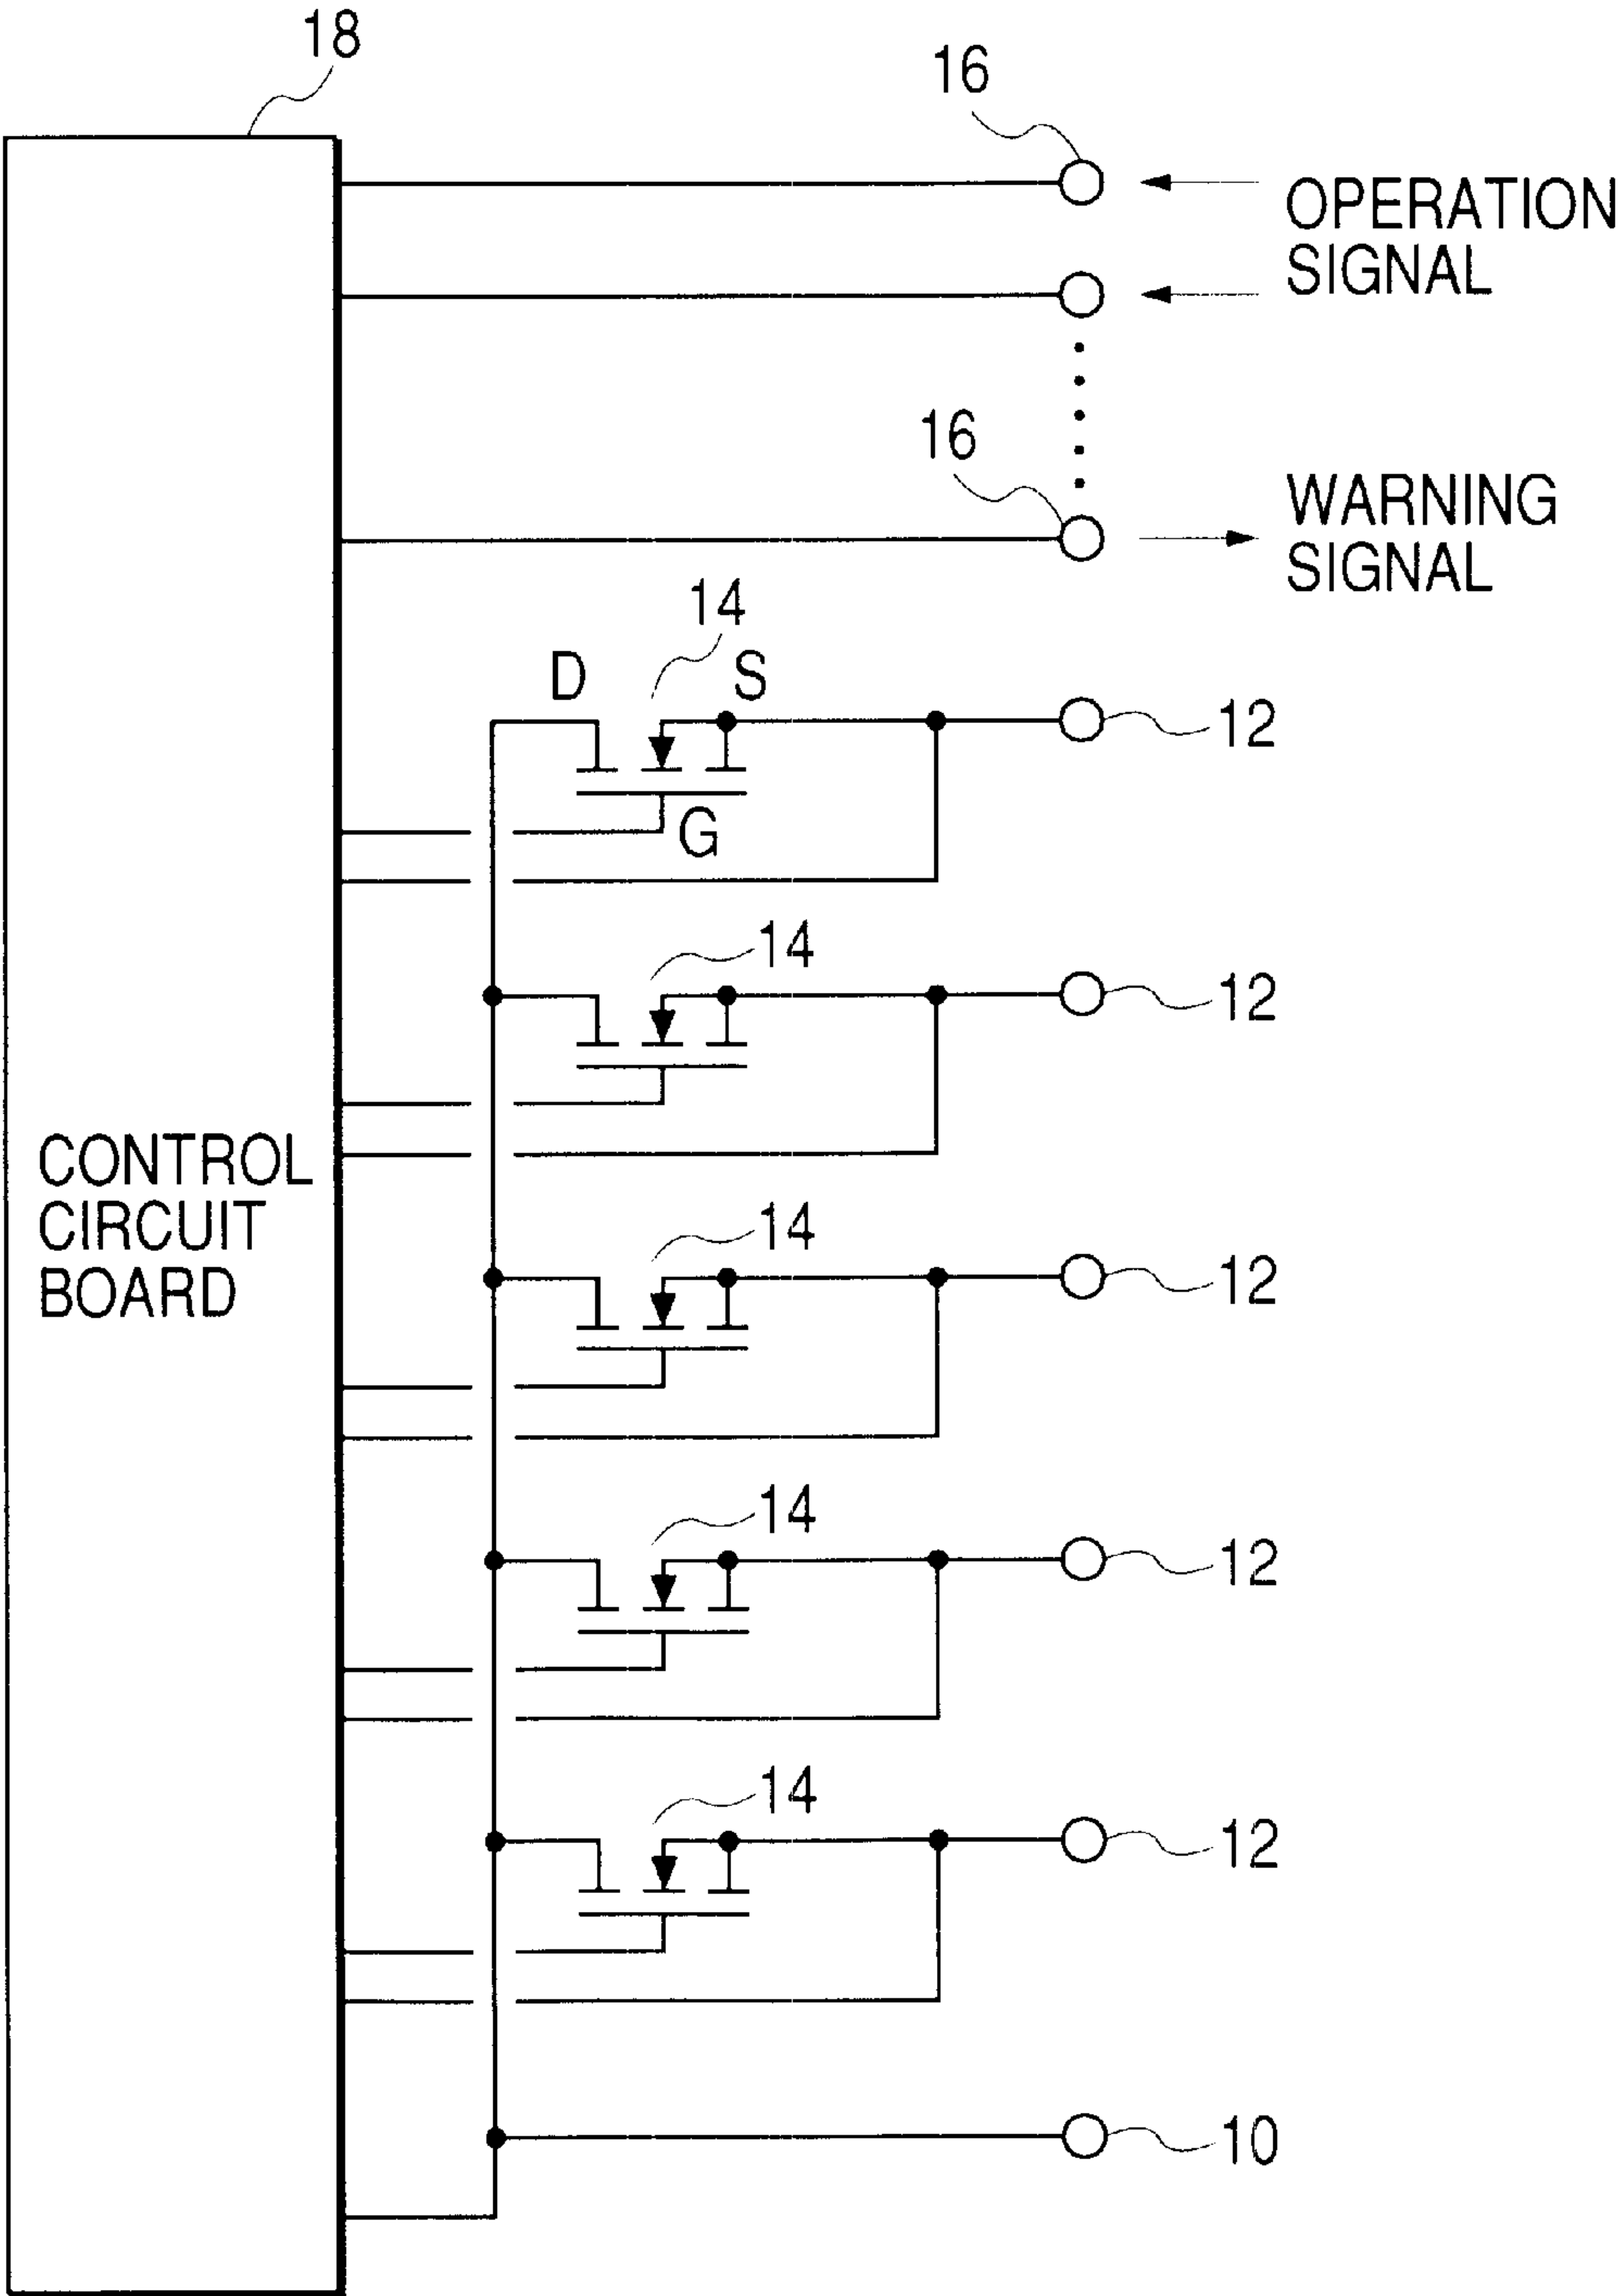 18
16
OPERATION
SIGNAL
16
WARNING
SIGNAL
14
D
S
12
G
14
12
CONTROL
CIRCUIT
BOARD
14
12
14
12
14
12
10